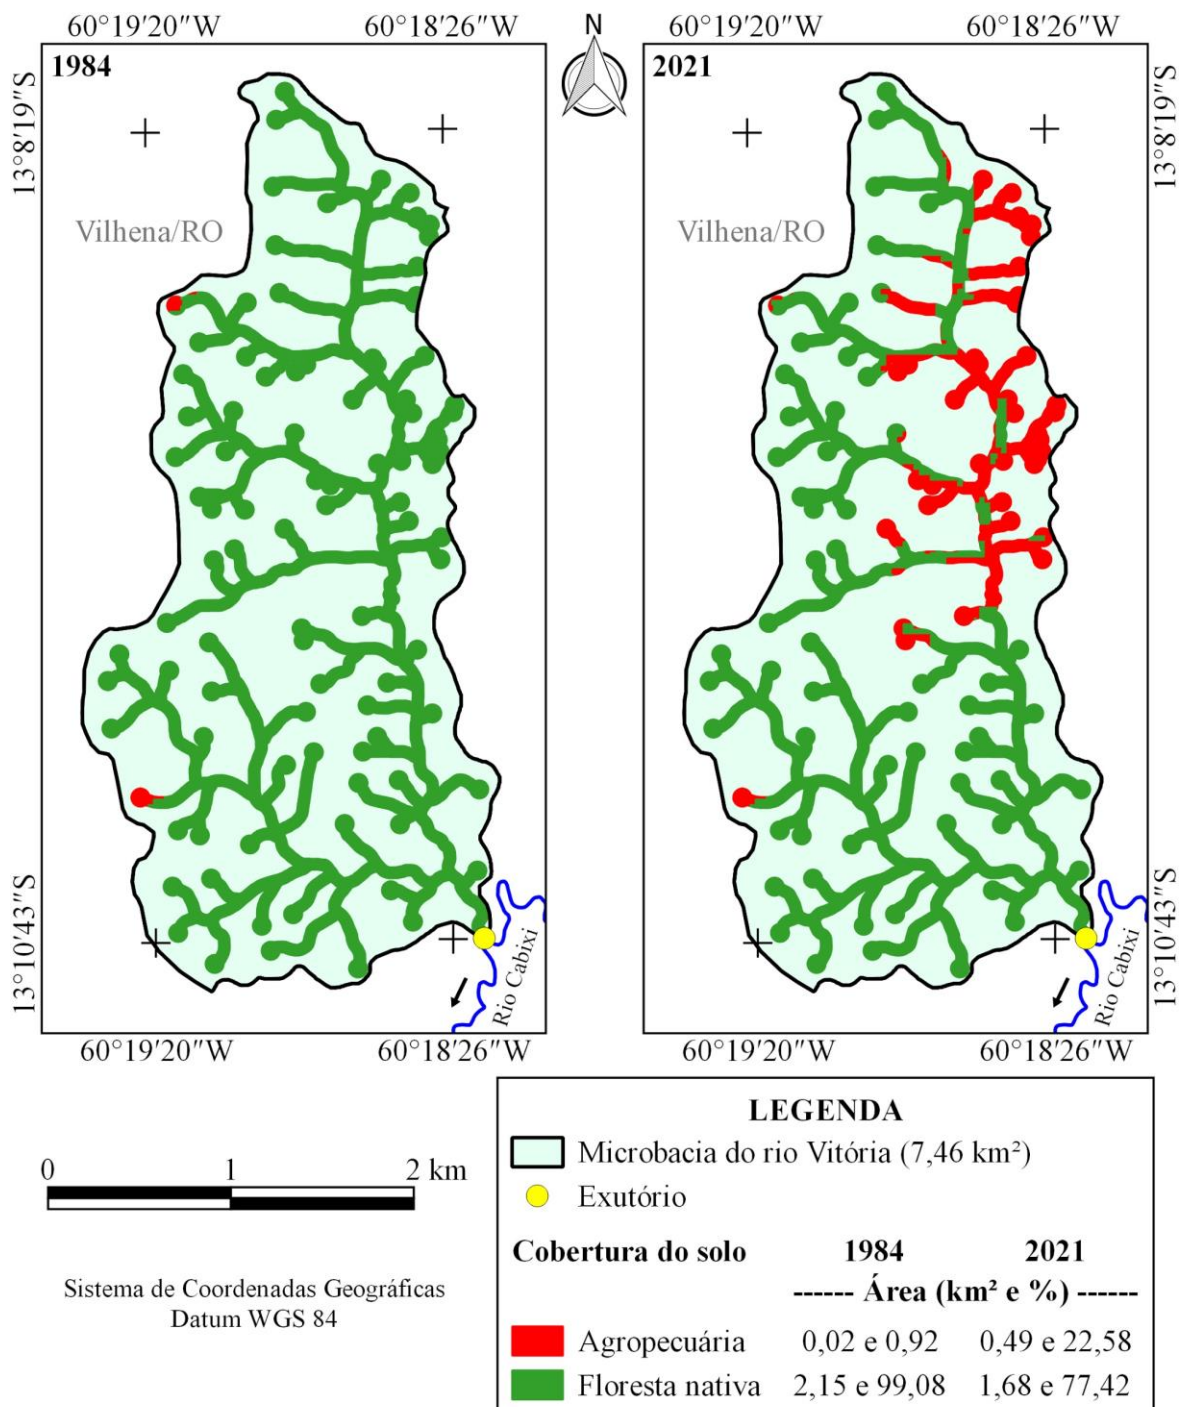 60°19′20″W 60°18′26″W N 60°19′20″W 60°18′26″W
1984 2021
13°8′19″S 13°8′19″S
Vilhena/RO Vilhena/RO
13°10′43″S 13°10′43″S
Rio Cabixi Rio Cabixi
60°19′20″W 60°18′26″W 60°19′20″W 60°18′26″W
0 1 2 km
Sistema de Coordenadas Geográficas
Datum WGS 84
LEGENDA
Microbacia do rio Vitória (7,46 km²)
Exutório
Cobertura do solo 1984 2021
------ Área (km² e %) ------
Agropecuária 0,02 e 0,92 0,49 e 22,58
Floresta nativa 2,15 e 99,08 1,68 e 77,42